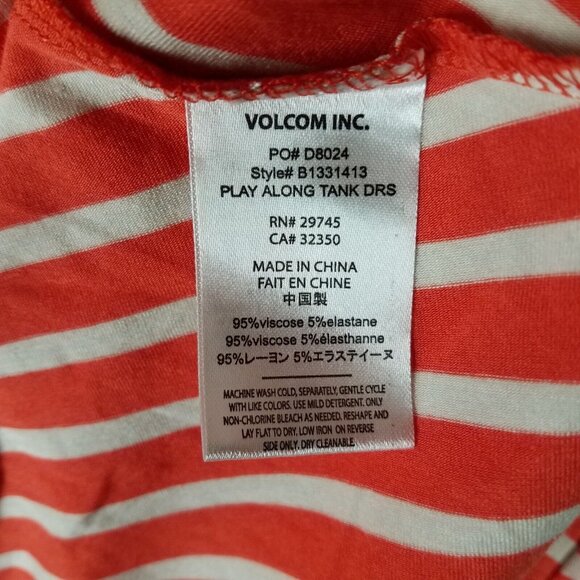 VOLCOM INC.
PO# D8024
Style# B1331413
PLAY ALONG TANK DRS
RN# 29745
CA# 32350
MADE IN CHINA
FAIT EN CHINE
中国製
95%viscose 5%elastane
95%viscose 5%élasthanne
95%レーヨン 5%エラステイーヌ
MACHINE WASH COLD, SEPARATELY, GENTLE CYCLE
WITH LIKE COLORS. USE MILD DETERGENT. ONLY
NON-CHLORINE BLEACH AS NEEDED. RESHAPE AND
LAY FLAT TO DRY, LOW IRON ON REVERSE
SIDE ONLY. DRY CLEANABLE.